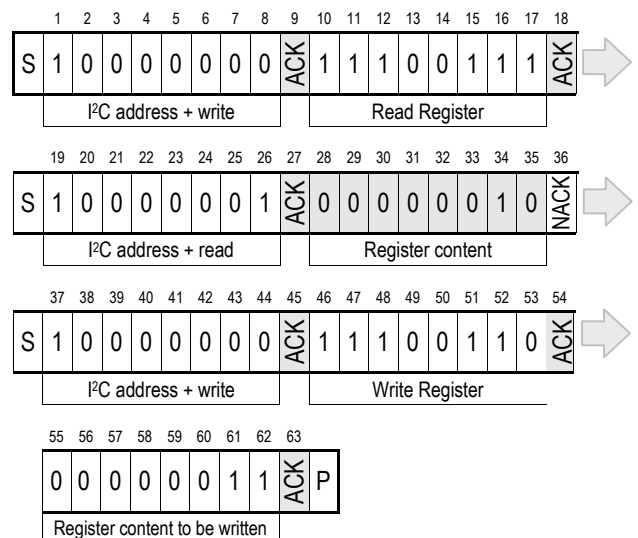 1 2 3 4 5 6 7 8 9 10 11 12 13 14 15 16 17 18
S 1 0 0 0 0 0 0 0 ACK 1 1 1 0 0 1 1 1 ACK
I²C address + write Read Register
19 20 21 22 23 24 25 26 27 28 29 30 31 32 33 34 35 36
S 1 0 0 0 0 0 0 1 ACK 0 0 0 0 0 0 1 0 NACK
I²C address + read Register content
37 38 39 40 41 42 43 44 45 46 47 48 49 50 51 52 53 54
S 1 0 0 0 0 0 0 0 ACK 1 1 1 0 0 1 1 0 ACK
I²C address + write Write Register
55 56 57 58 59 60 61 62 63
0 0 0 0 0 0 1 1 ACK P
Register content to be written